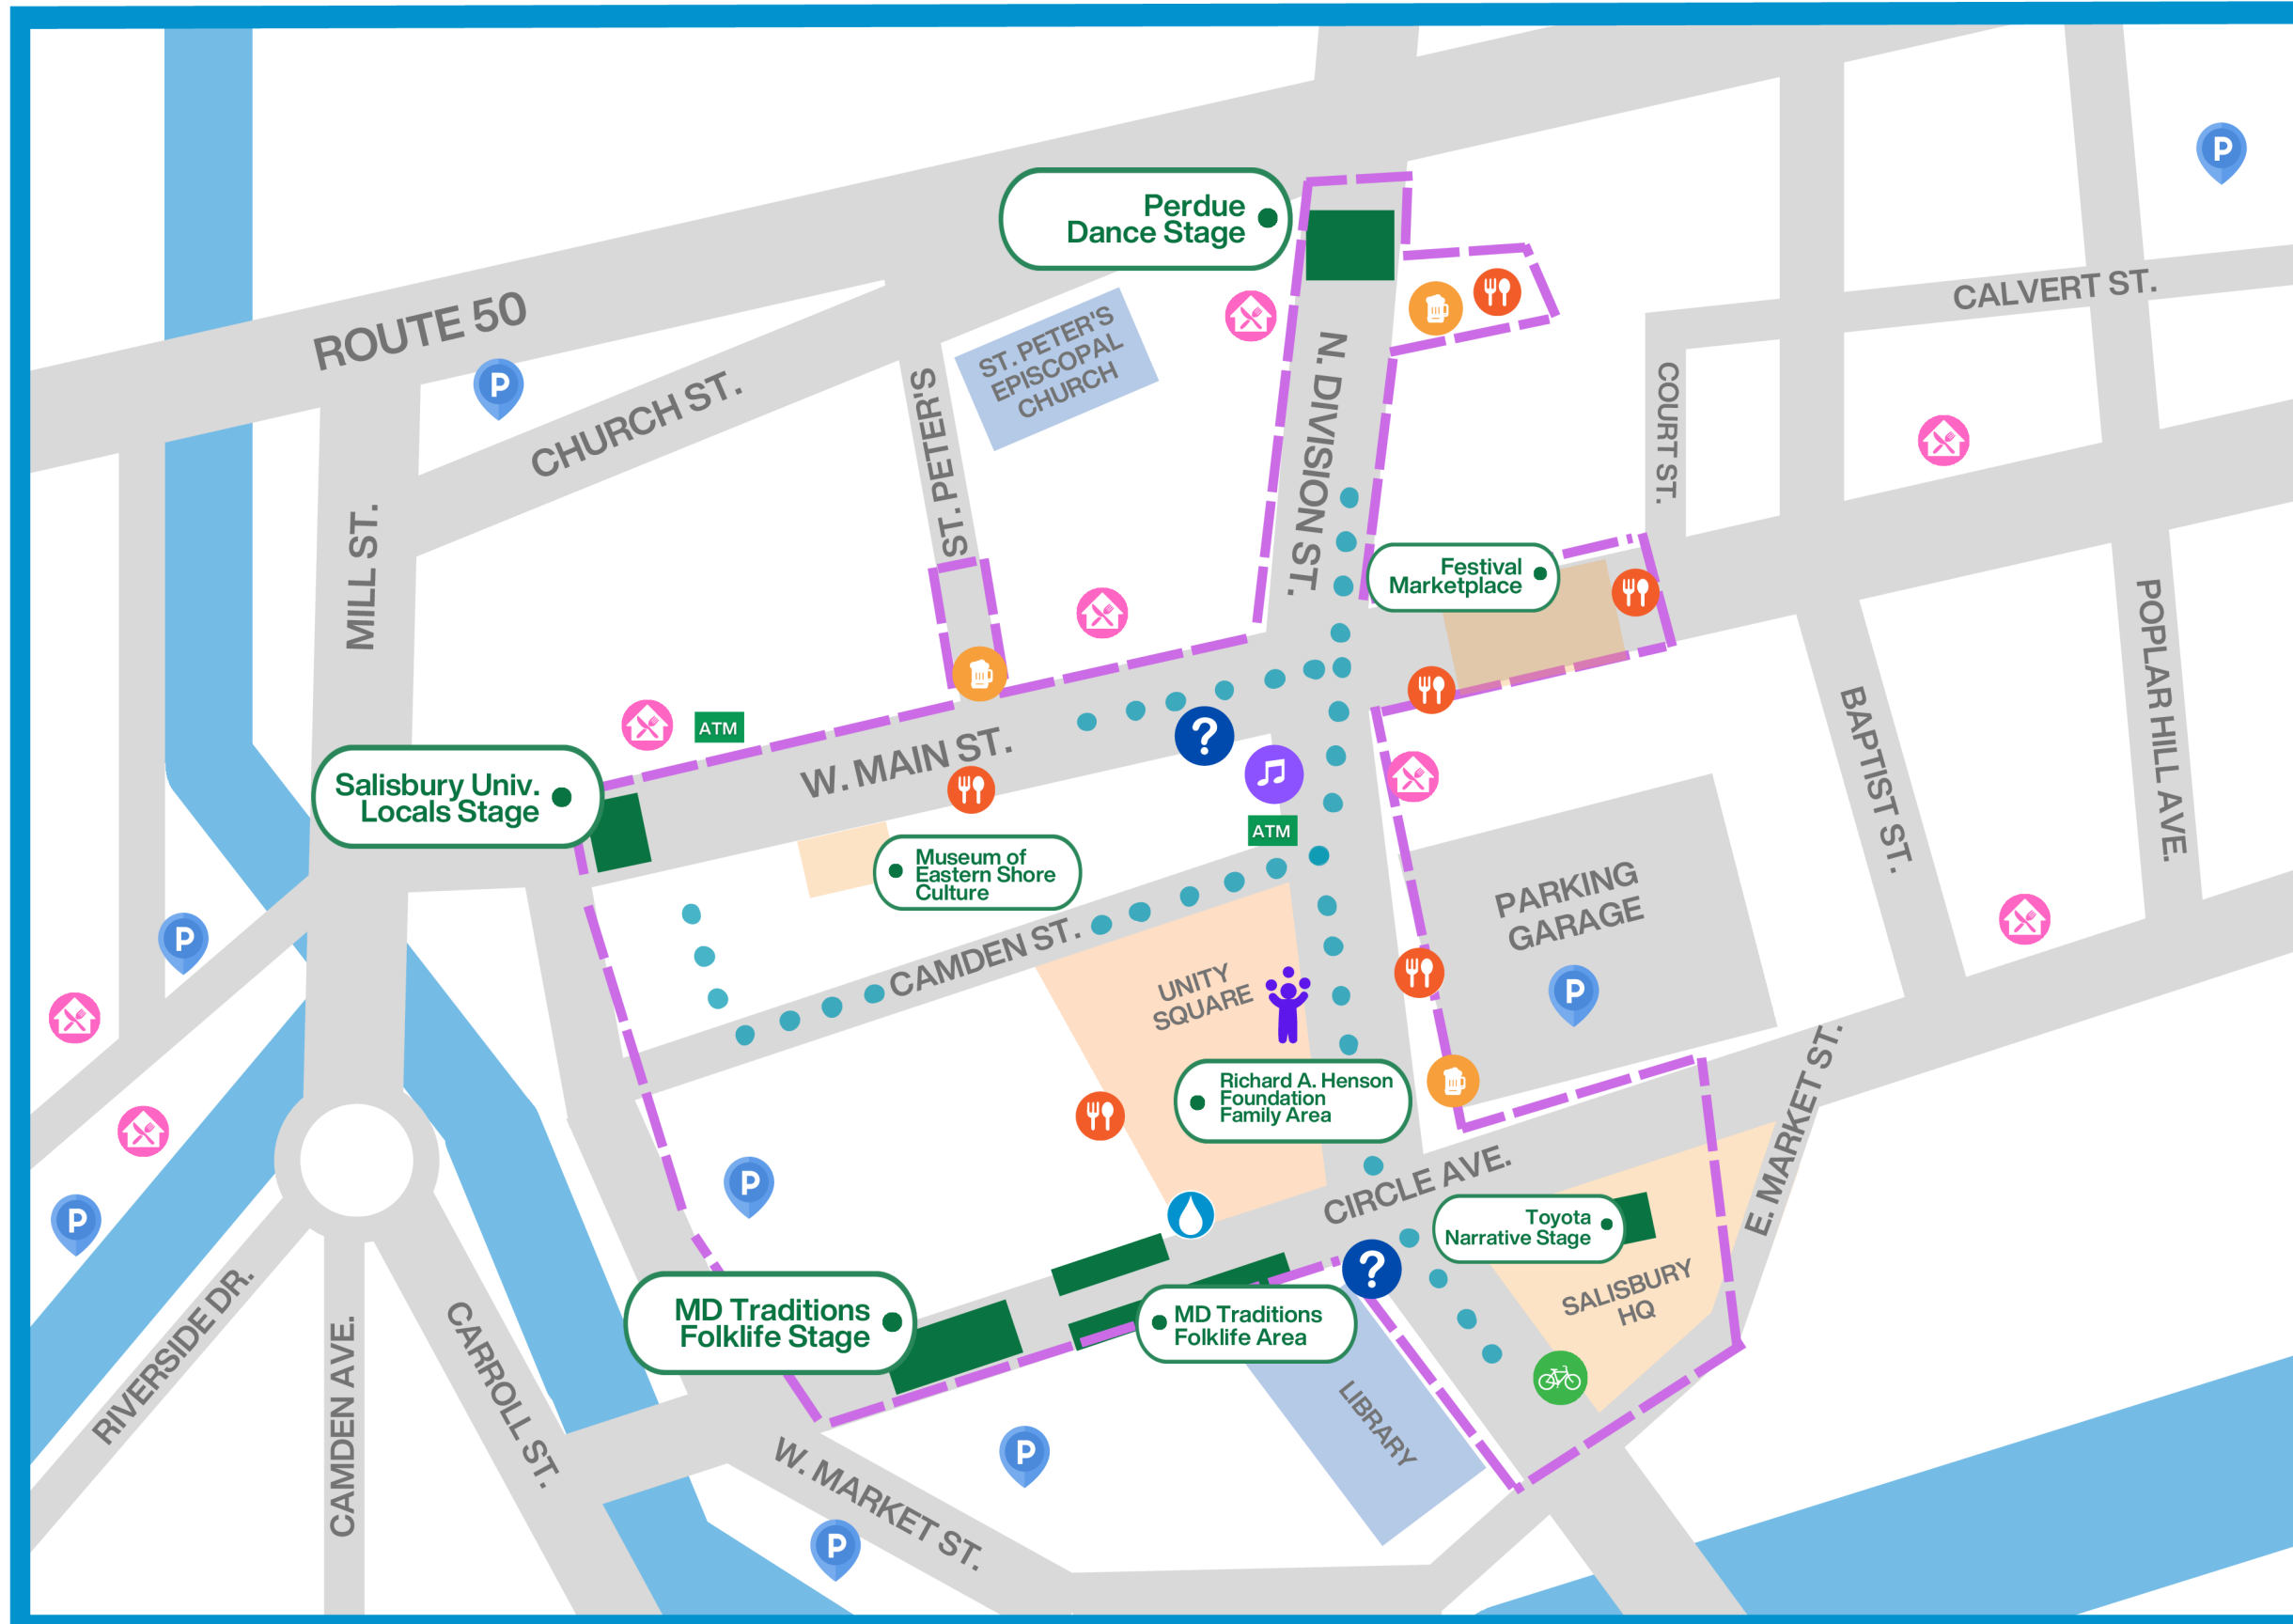 Perdue
Dance Stage
P
ROUTE 50
CALVERT ST.
ST. PETER'S
EPISCOPAL
CHURCH
P
CHURCH ST.
ST. PETER'S
N. DIVISION ST.
COURT ST.
MILL ST.
Festival
Marketplace
POPLAR HILL AVE.
BAPTIST ST.
ATM
W. MAIN ST.
?
Salisbury Univ.
Locals Stage
ATM
Museum of
Eastern Shore
Culture
PARKING
GARAGE
P
P
CAMDEN ST.
UNITY
SQUARE
Richard A. Henson
Foundation
Family Area
E. MARKET ST.
P
P
CIRCLE AVE.
Toyota
Narrative Stage
?
SALISBURY
HQ
MD Traditions
Folklife Stage
MD Traditions
Folklife Area
RIVERSIDE DR.
CAMDEN AVE.
CARROLL ST.
LIBRARY
P
W. MARKET ST.
P